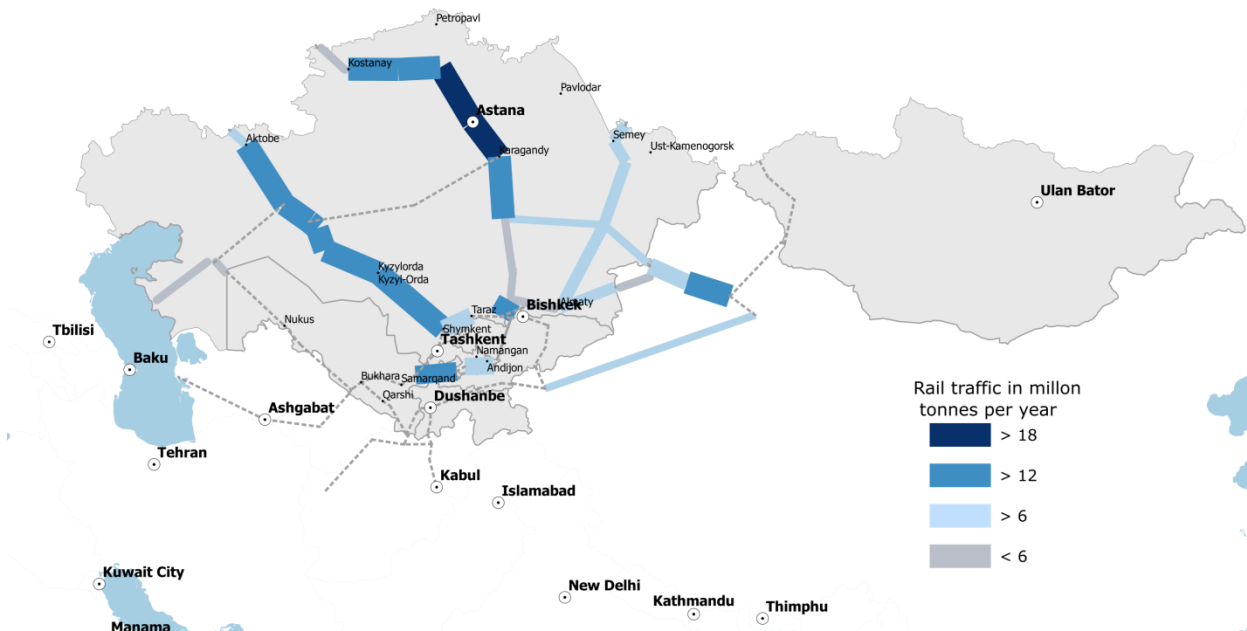 Petropavl
Kostanay
Pavlodar
Astana
Semey
Aktobe
Ust-Kamenogorsk
Karagandy
Ulan Bator
Kyzylorda
Kyzyl-Orda
Almaty
Taraz
Bishkek
Nukus
Shymkent
Tbilisi
Tashkent
Namangan
Baku
Andijon
Bukhara
Samarqand
Qarshi
Dushanbe
Ashgabat
Rail traffic in millon
tonnes per year
> 18
> 12
> 6
< 6
Tehran
Kabul
Islamabad
Kuwait City
New Delhi
Kathmandu
Thimphu
Manama